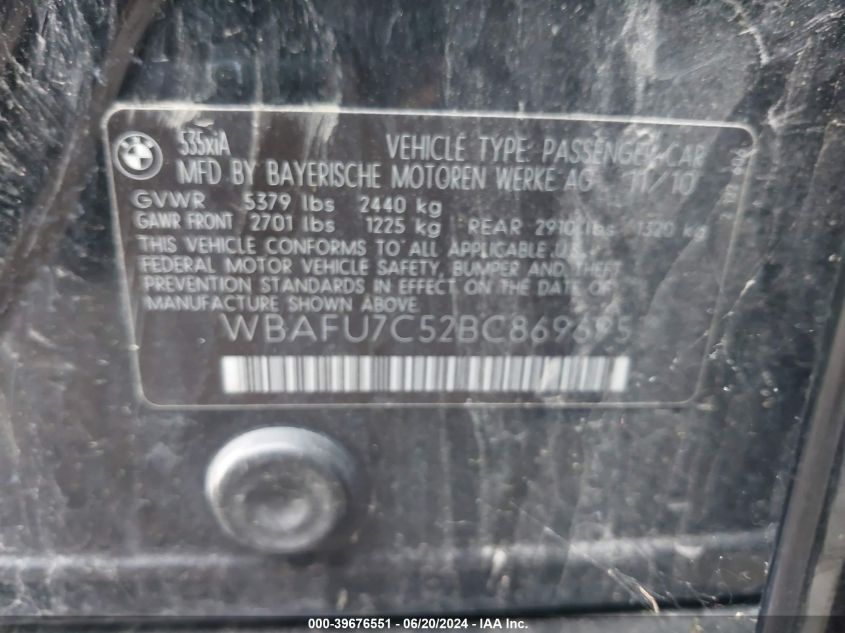 BMW
535xiA VEHICLE TYPE: PASSENGER CAR
MFD BY BAYERISCHE MOTOREN WERKE AG 11/10
GVWR 5379 lbs 2440 kg
GAWR FRONT 2701 lbs 1225 kg REAR 2910 lbs 1320 kg
THIS VEHICLE CONFORMS TO ALL APPLICABLE U.S.
FEDERAL MOTOR VEHICLE SAFETY, BUMPER AND THEFT
PREVENTION STANDARDS IN EFFECT ON THE DATE OF
MANUFACTURE SHOWN ABOVE.
WBAFU7C52BC869695
000-39676551 - 06/20/2024 - IAA Inc.